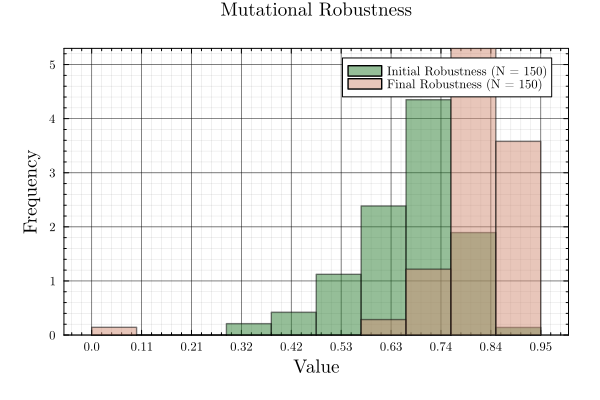 Mutational Robustness
Initial Robustness (N = 150)
Final Robustness (N = 150)
Frequency
5
4
3
2
1
0
0.0 0.11 0.21 0.32 0.42 0.53 0.63 0.74 0.84 0.95
Value